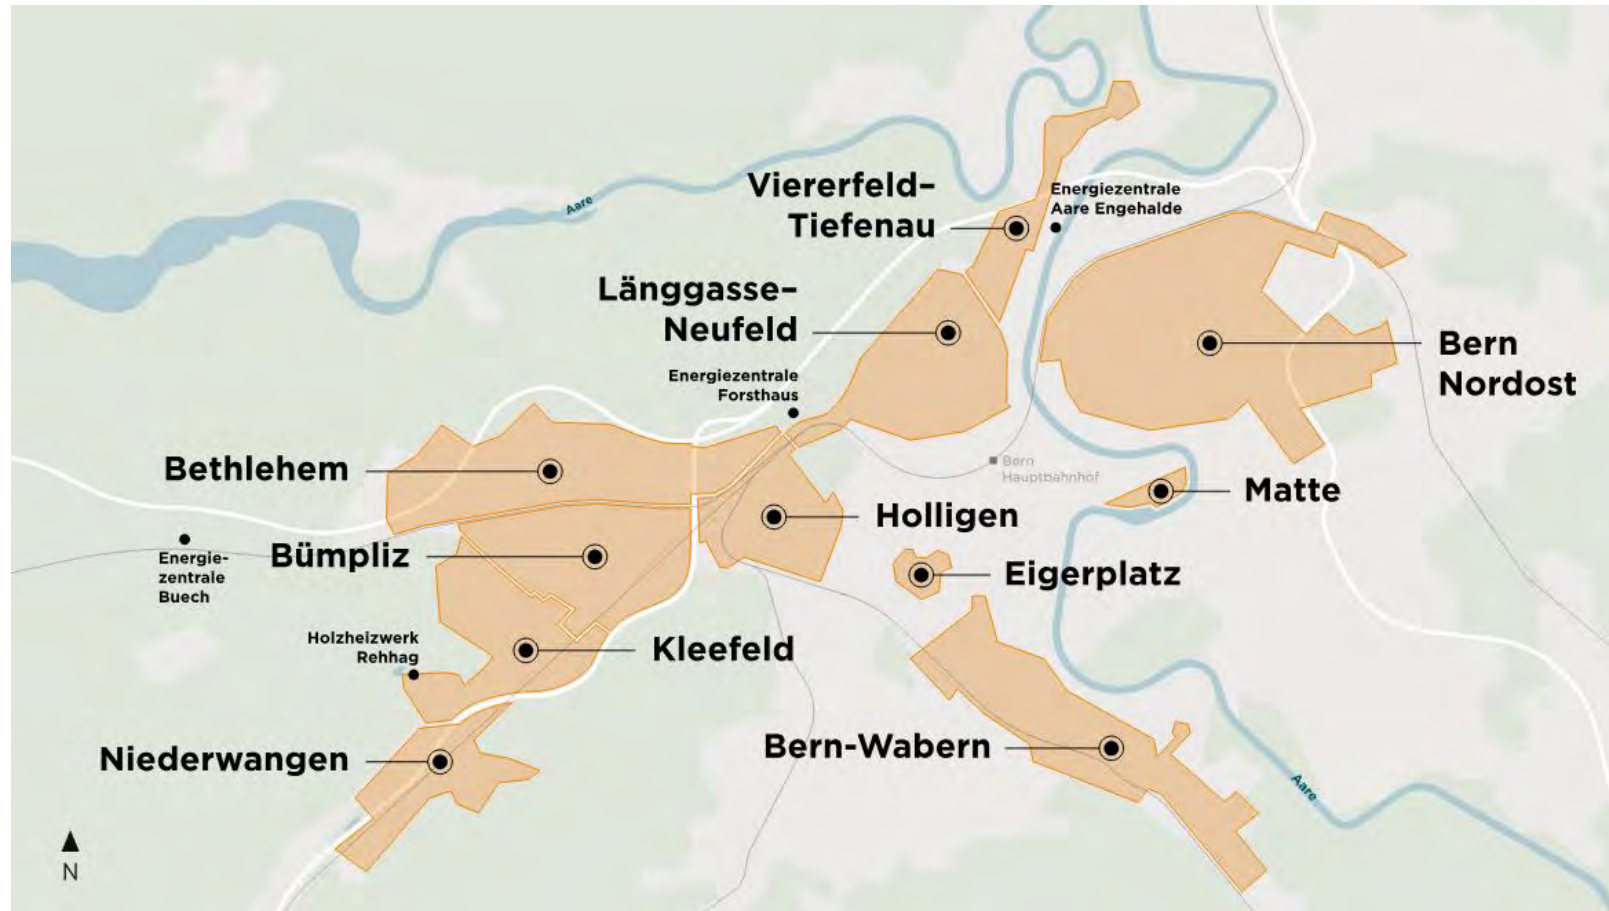 Viererfeld–
Tiefenau
Energiezentrale
Aare Engehalde
Aare
Länggasse–
Neufeld
Bern
Nordost
Energiezentrale
Forsthaus
Bethlehem
Bern
Hauptbahnhof
Matte
Holligen
Bümpliz
Energie-
zentrale
Buech
Eigerplatz
Holzheizwerk
Rehhag
Kleefeld
Niederwangen
Bern-Wabern
Aare
N